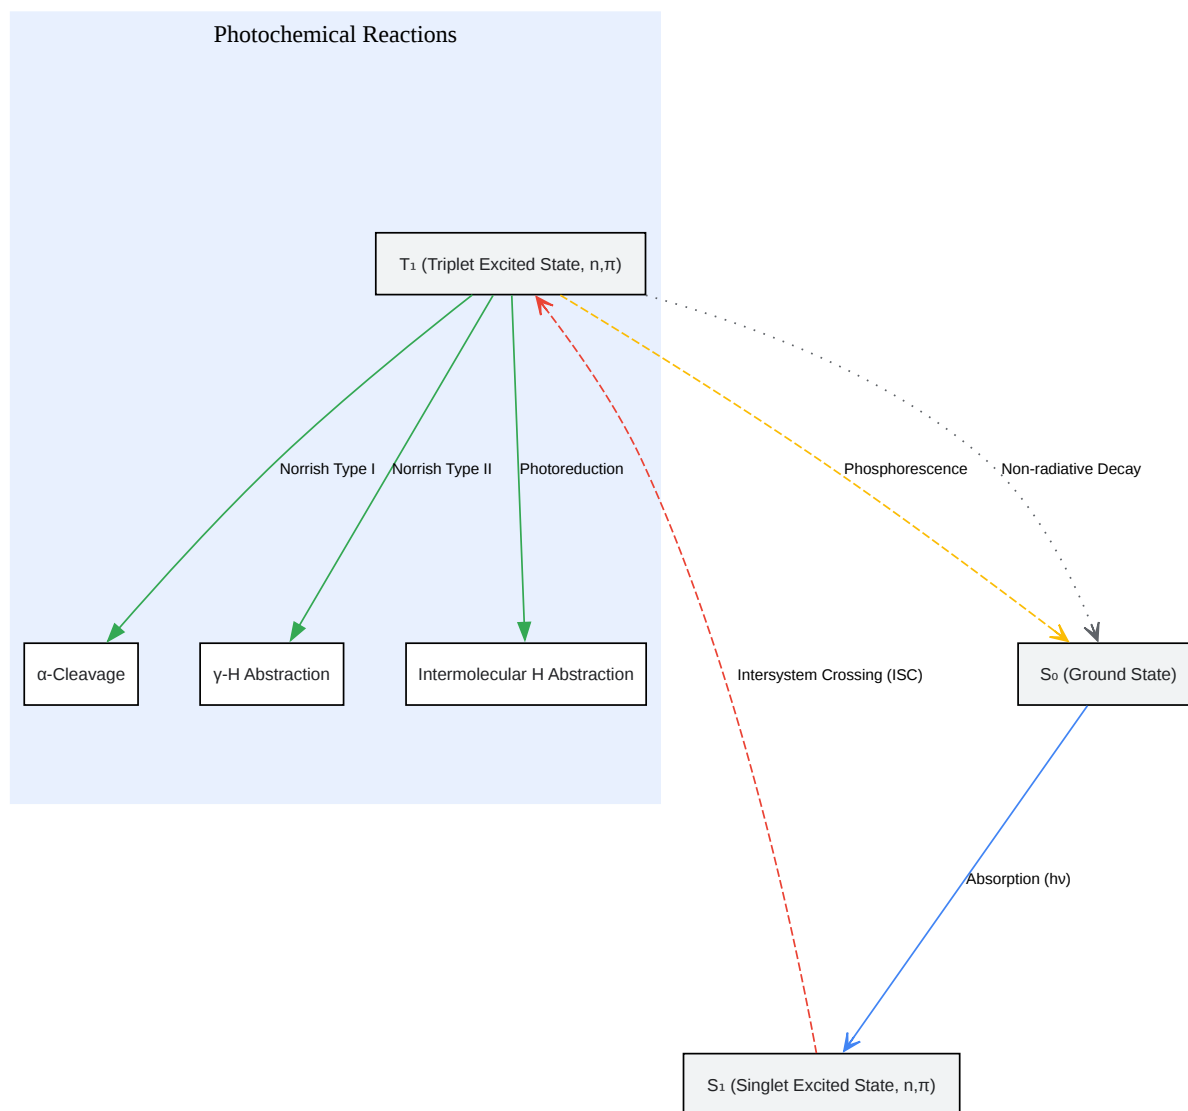 Photochemical Reactions
T₁ (Triplet Excited State, n,π)
Norrish Type I
Norrish Type II
Photoreduction
Phosphorescence
Non-radiative Decay
α-Cleavage
γ-H Abstraction
Intermolecular H Abstraction
Intersystem Crossing (ISC)
S₀ (Ground State)
Absorption (hν)
S₁ (Singlet Excited State, n,π)